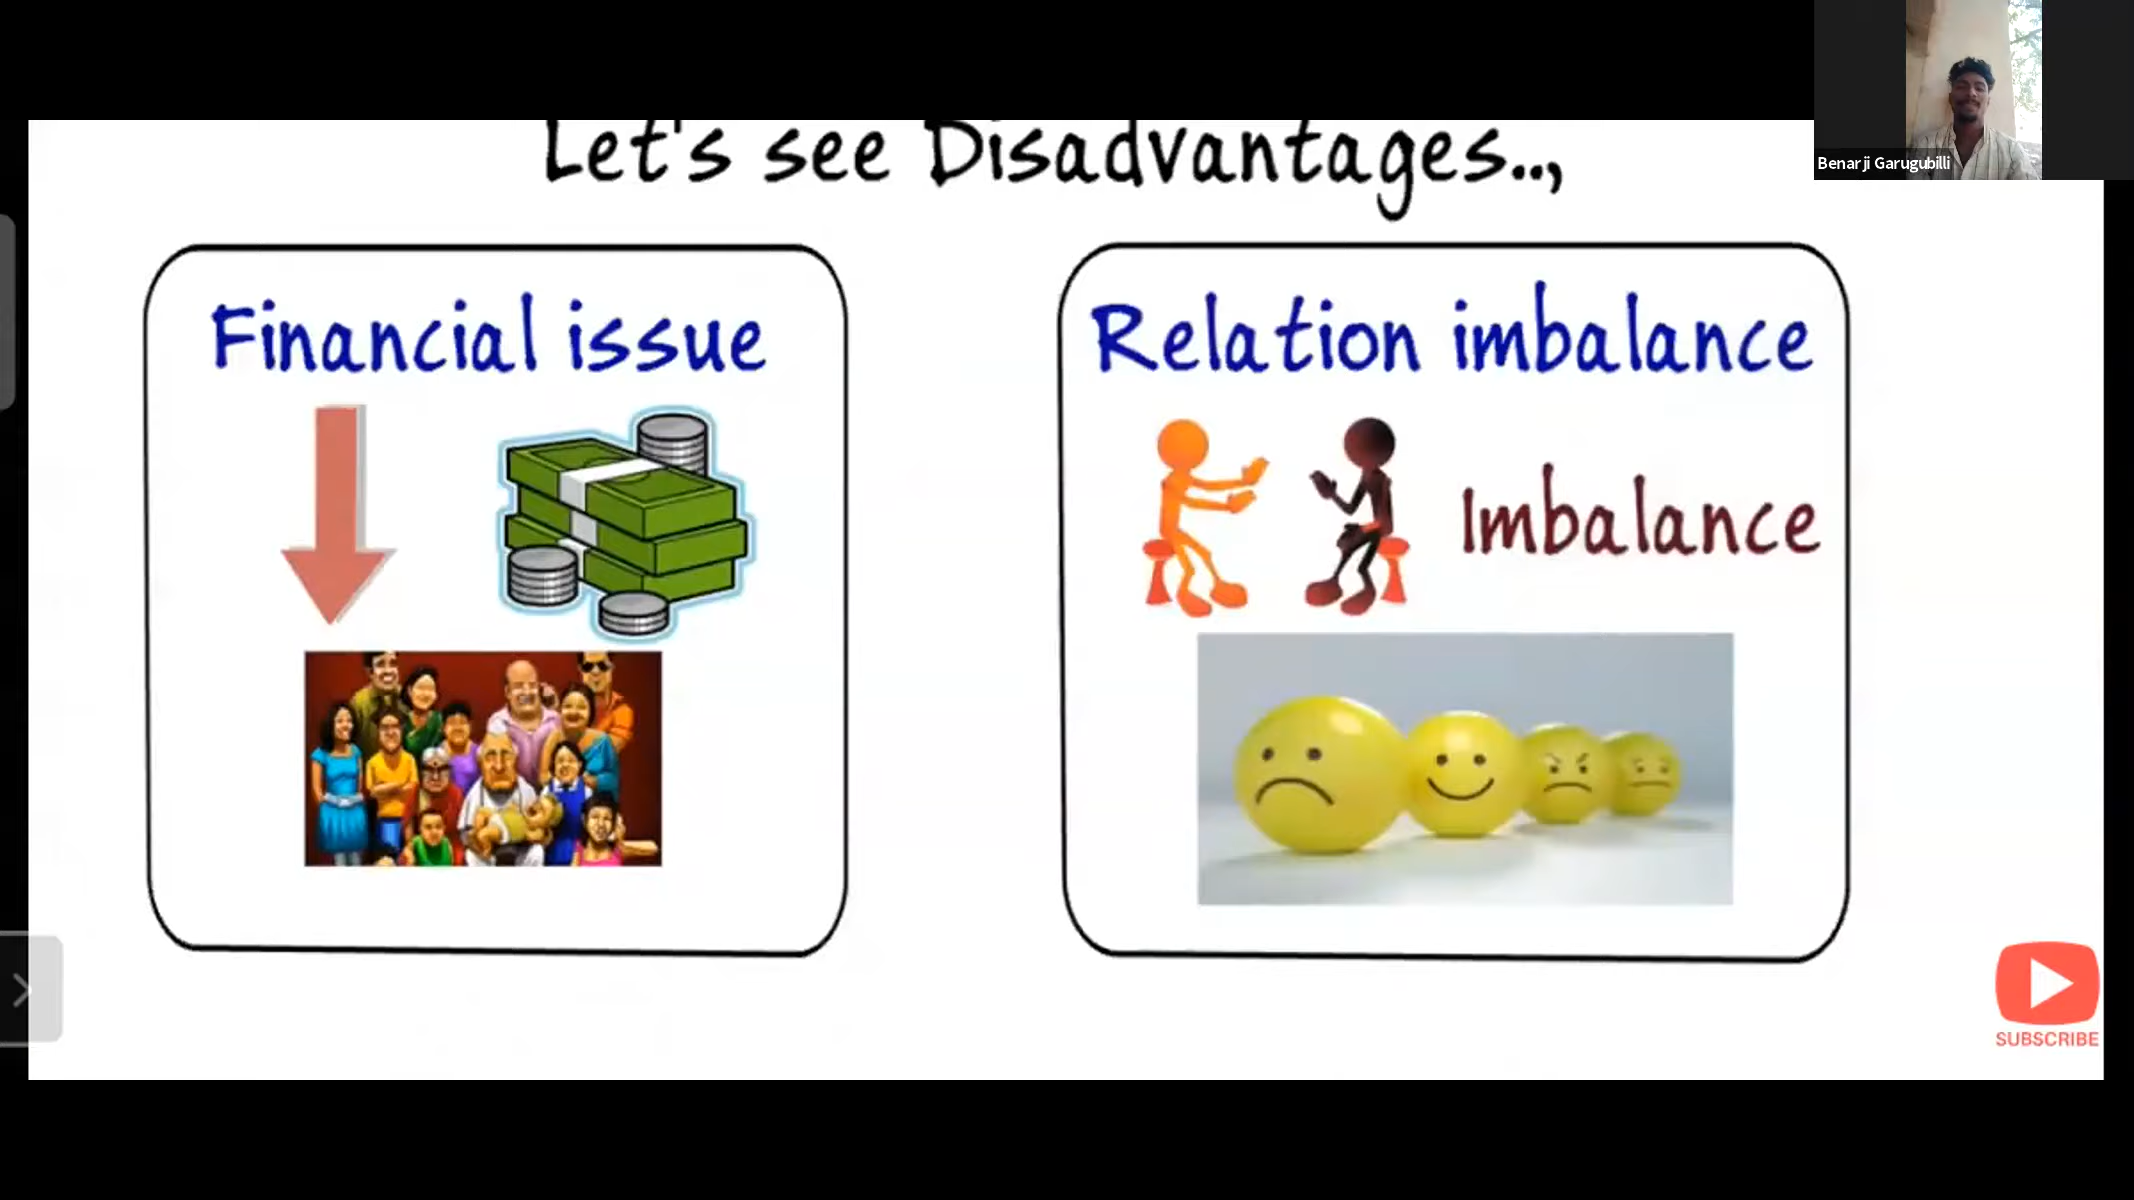 Let's see Disadvantages..,
Benarji Garugubilli
Financial issue
Relation imbalance
Imbalance
SUBSCRIBE